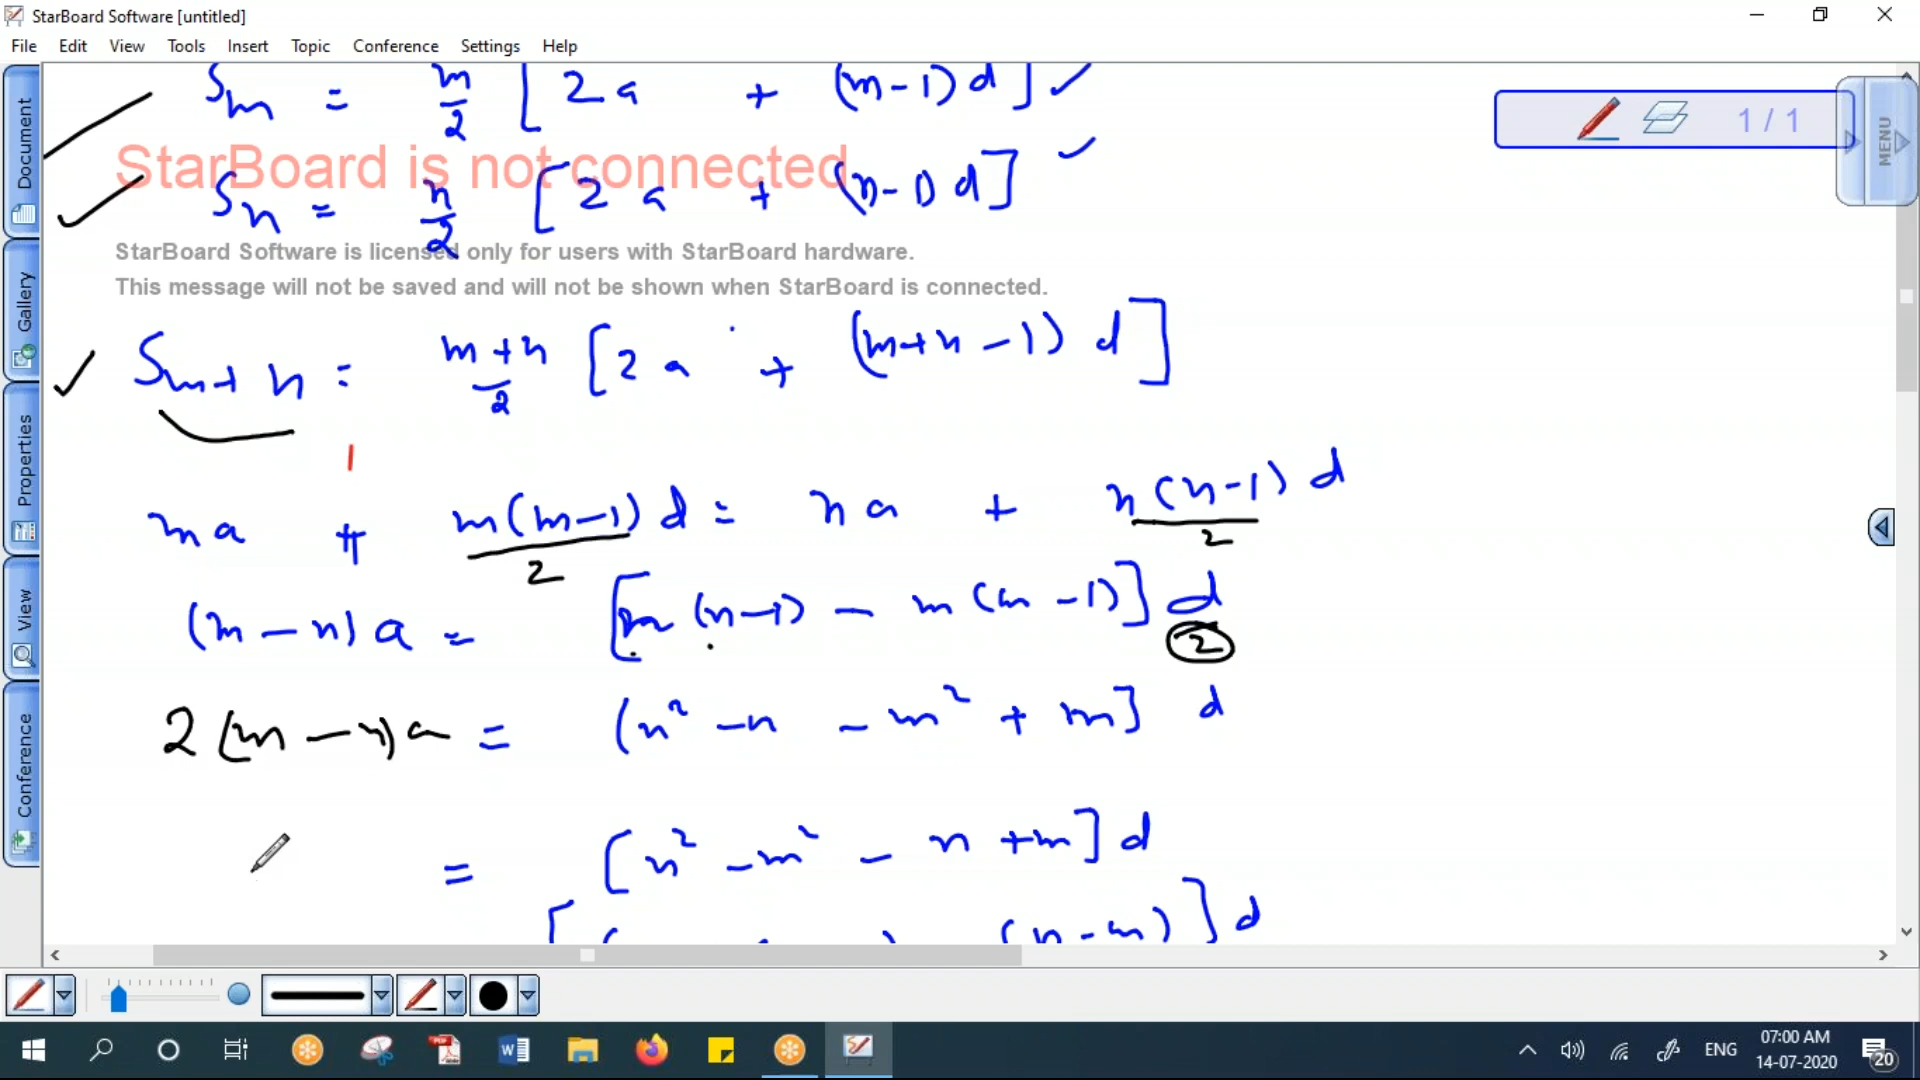 StarBoard Software [untitled]
File Edit View Tools Insert Topic Conference Settings Help
Document
Gallery
Properties
View
Conference
1 / 1
MENU
Sm = m/2 [2a + (m-1)d] ✓
StarBoard is not connected
Sn = n/2 [2a + (n-1)d] ✓
StarBoard Software is licensed only for users with StarBoard hardware.
This message will not be saved and will not be shown when StarBoard is connected.
✓ Sm+n = m+n/2 [2a + (m+n-1)d]
ma + m(m-1)d/2 = na + n(n-1)d/2
(m-n)a = [n(n-1) - m(m-1)] d/2
2(m-n)a = (n² - n - m² + m] d
= [n² - m² - n + m]d
(n-m)]d
ENG
07:00 AM
14-07-2020
20